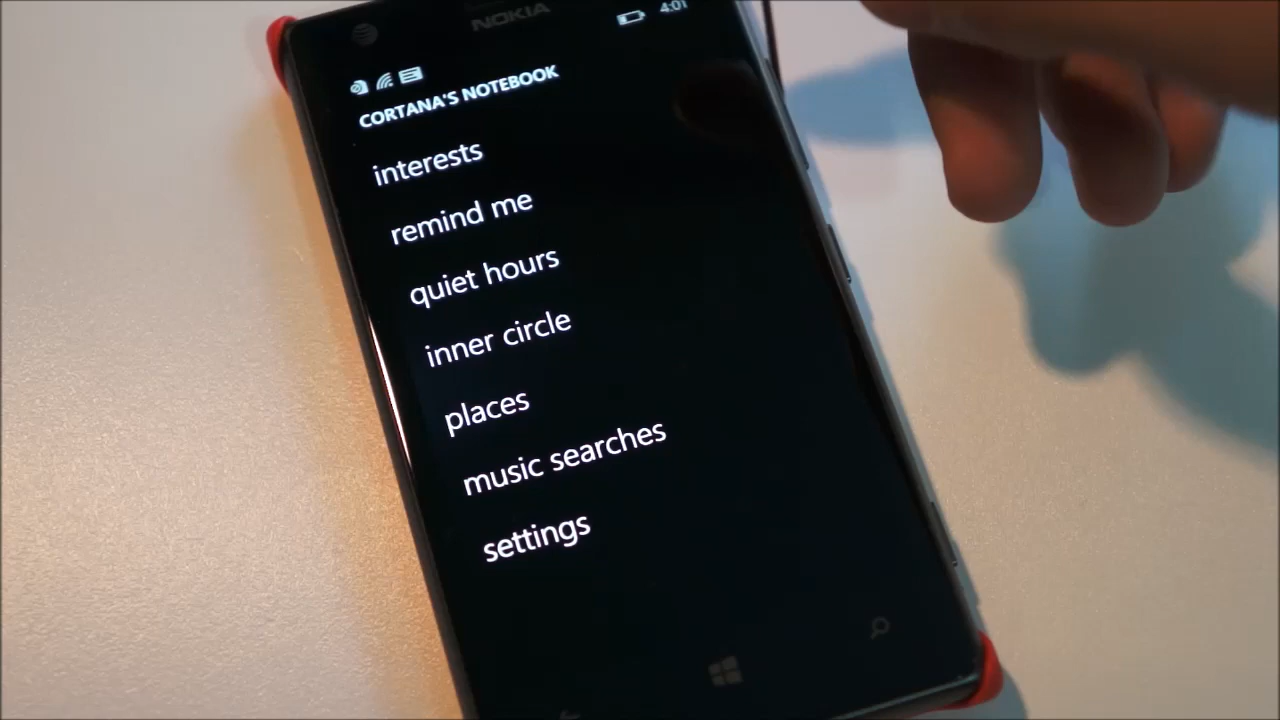 NOKIA
4:01
CORTANA'S NOTEBOOK
interests
remind me
quiet hours
inner circle
places
music searches
settings